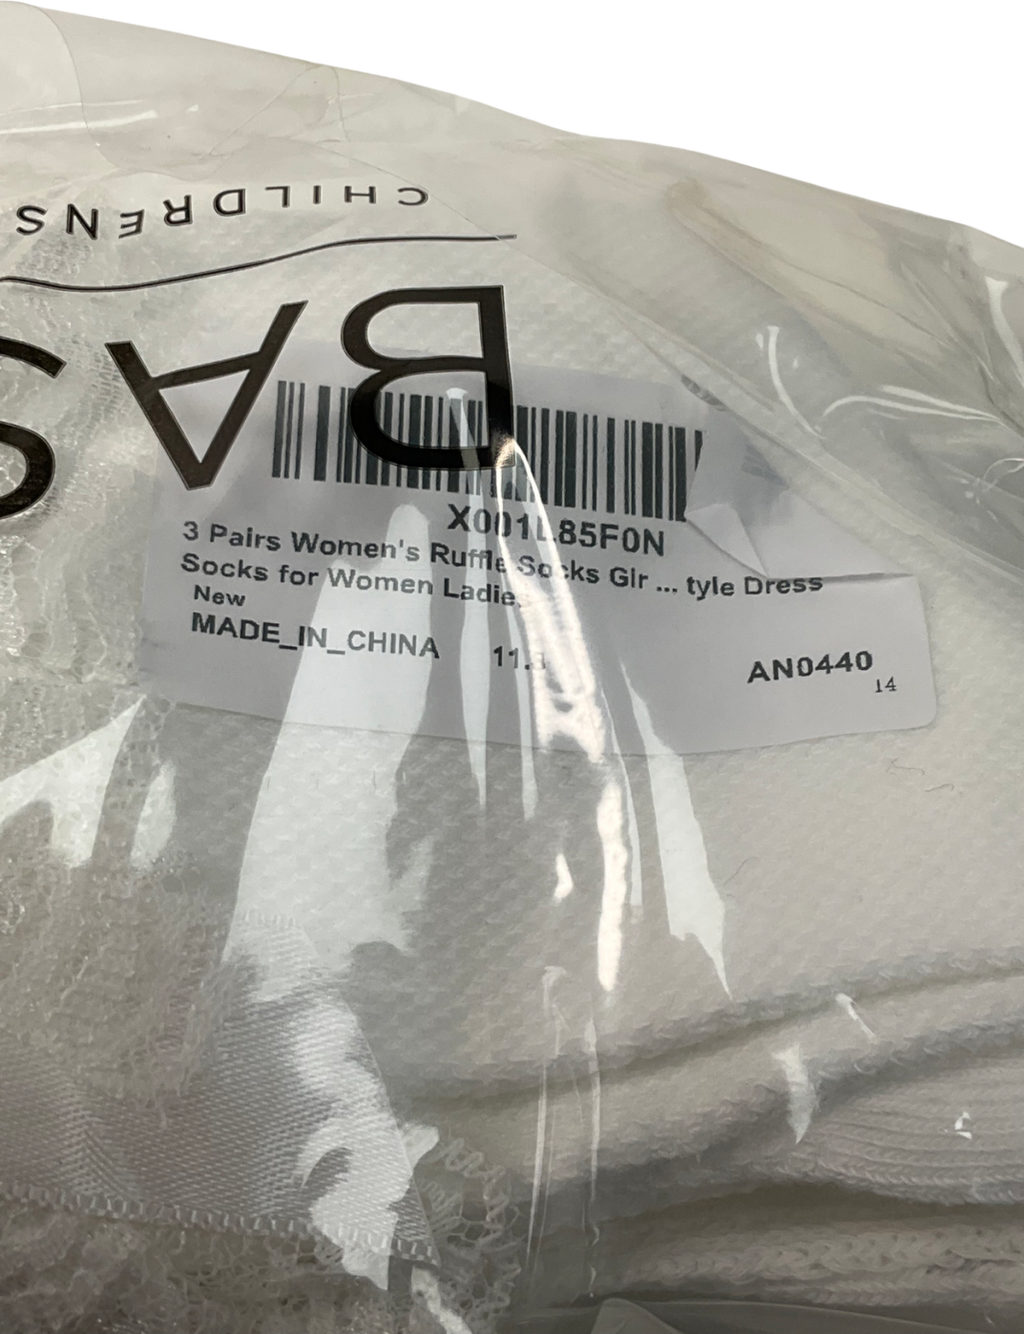 CHILDRENS
BAS
X001L85F0N
3 Pairs Women's Ruffle Socks Gir ... tyle Dress
Socks for Women Ladie
New
MADE_IN_CHINA 11.
AN0440
14